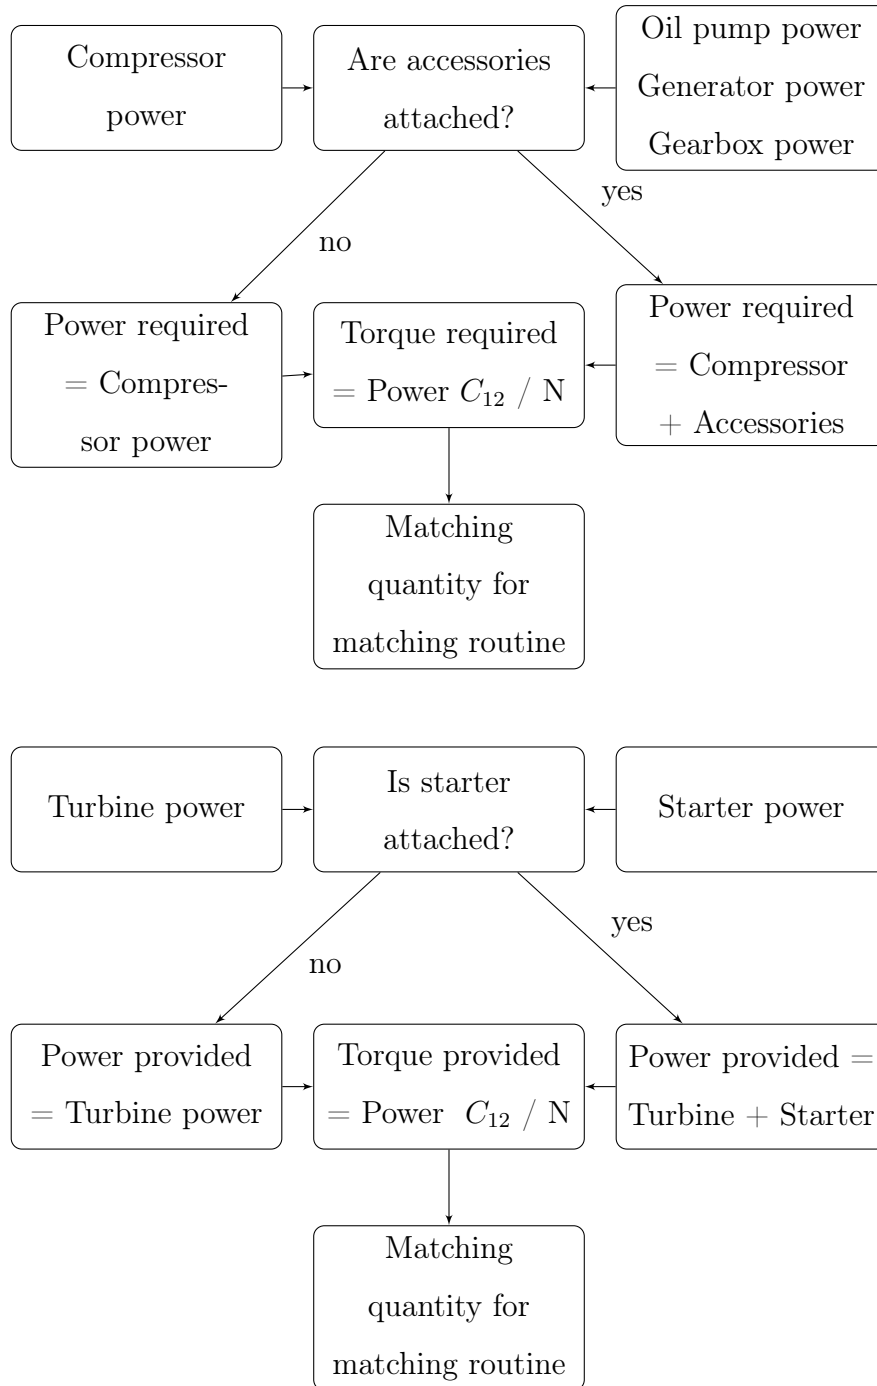 Compressor
power
Are accessories
attached?
Oil pump power
Generator power
Gearbox power
no
yes
Power required
= Compres-
sor power
Torque required
= Power C₁₂ / N
Power required
= Compressor
+ Accessories
Matching
quantity for
matching routine
Turbine power
Is starter
attached?
Starter power
no
yes
Power provided
= Turbine power
Torque provided
= Power C₁₂ / N
Power provided =
Turbine + Starter
Matching
quantity for
matching routine